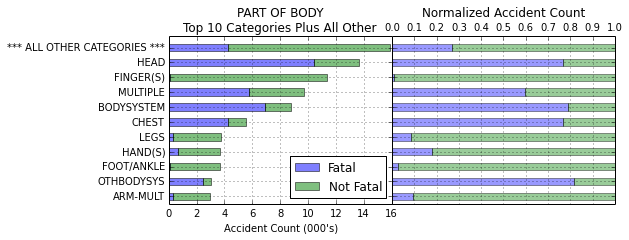 PART OF BODY
Top 10 Categories Plus All Other
Normalized Accident Count
0.0 0.1 0.2 0.3 0.4 0.5 0.6 0.7 0.8 0.9 1.0
*** ALL OTHER CATEGORIES ***
HEAD
FINGER(S)
MULTIPLE
BODYSYSTEM
CHEST
LEGS
HAND(S)
FOOT/ANKLE
OTHBODYSYS
ARM-MULT
Fatal
Not Fatal
0 2 4 6 8 10 12 14 16
Accident Count (000's)